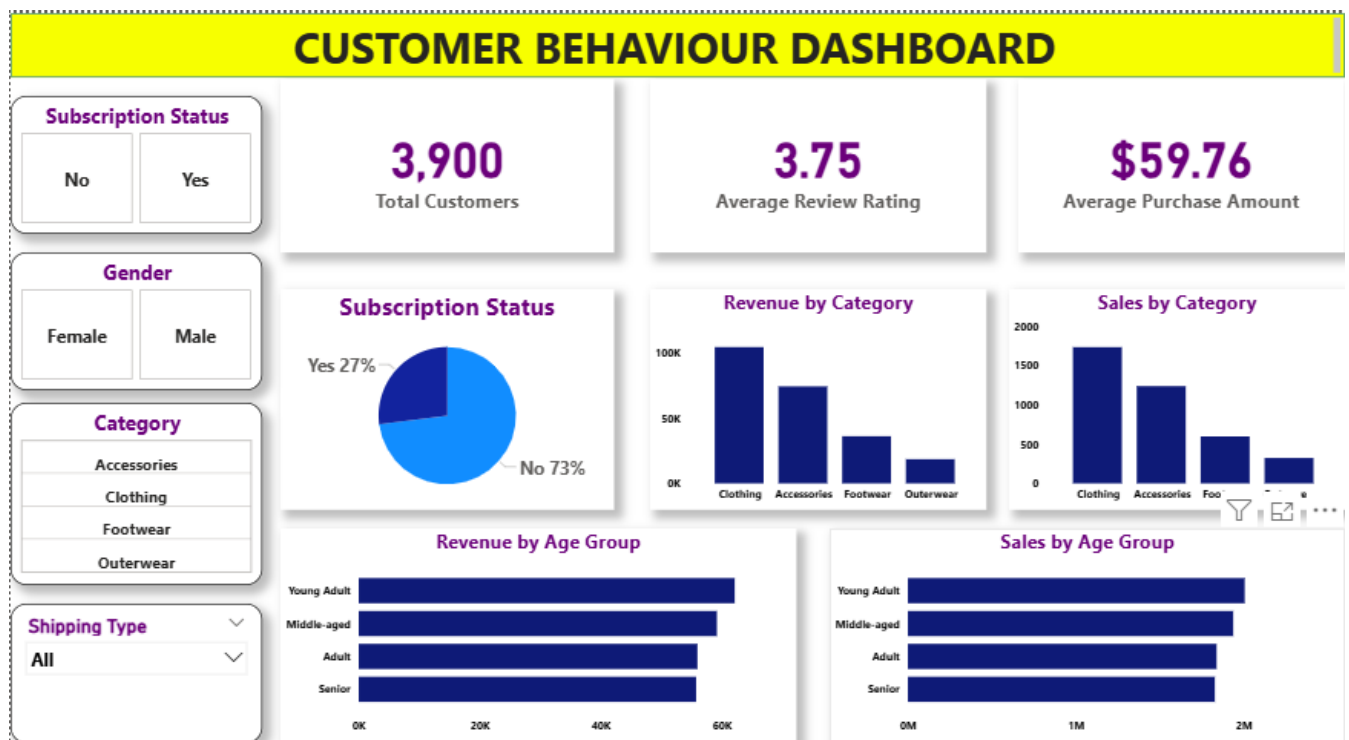 CUSTOMER BEHAVIOUR DASHBOARD
Subscription Status
No Yes
3,900
Total Customers
3.75
Average Review Rating
$59.76
Average Purchase Amount
Gender
Female Male
Category
Accessories
Clothing
Footwear
Outerwear
Shipping Type
All
Subscription Status
Yes 27%
No 73%
Revenue by Category
100K
50K
0K
Clothing Accessories Footwear Outerwear
Sales by Category
2000
1500
1000
500
0
Clothing Accessories
Revenue by Age Group
Young Adult
Middle-aged
Adult
Senior
0K 20K 40K 60K
Sales by Age Group
Young Adult
Middle-aged
Adult
Senior
0M 1M 2M